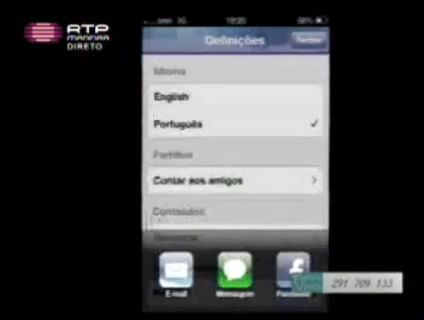 RTP
MADEIRA
DIRETO
3G
Definições
Fechar
Idioma
English
Português
Partilhar
Contar aos amigos
Conteúdos
E-mail
Mensagem
Facebook
291 709 133